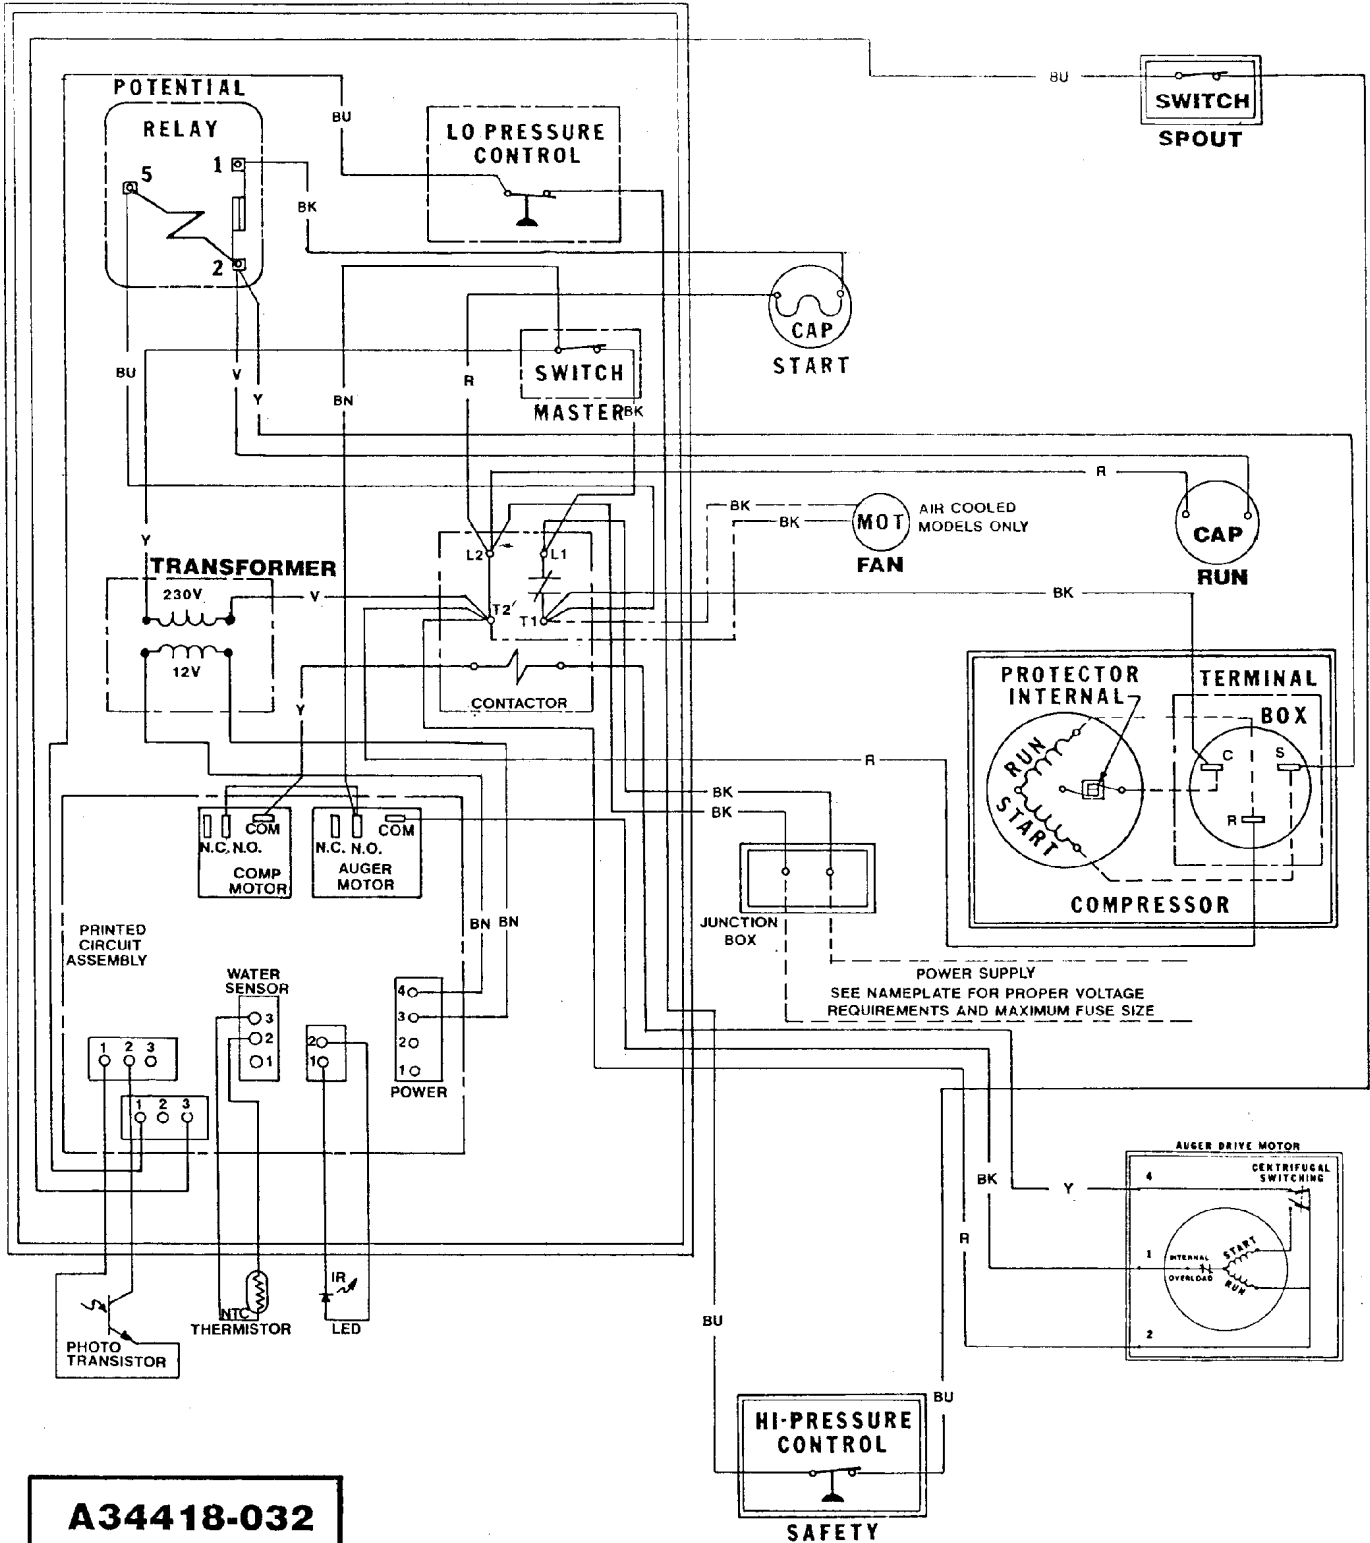 BU
SWITCH
SPOUT
POTENTIAL
RELAY
1
5
2
BU
LO PRESSURE
CONTROL
BK
CAP
START
SWITCH
MASTER
BK
BU
V
Y
BN
R
R
BK
BK
MOT
FAN
AIR COOLED
MODELS ONLY
CAP
RUN
Y
TRANSFORMER
230V
12V
V
L2
L1
T2
T1
BK
CONTACTOR
Y
PROTECTOR
INTERNAL
TERMINAL
BOX
RUN
START
C
S
R
COMPRESSOR
R
BK
BK
N.C.
N.O.
COM
COMP
MOTOR
N.C.
N.O.
COM
AUGER
MOTOR
JUNCTION
BOX
POWER SUPPLY
SEE NAMEPLATE FOR PROPER VOLTAGE
REQUIREMENTS AND MAXIMUM FUSE SIZE
PRINTED
CIRCUIT
ASSEMBLY
BN
BN
WATER
SENSOR
3
2
1
2
1
4
3
2
1
POWER
1 2 3
1 2 3
AUGER DRIVE MOTOR
CENTRIFUGAL
SWITCHING
4
1
2
INTERNAL
OVERLOAD
START
RUN
BK
Y
R
IR
LED
NTC
THERMISTOR
PHOTO
TRANSISTOR
BU
BU
HI-PRESSURE
CONTROL
SAFETY
A34418-032